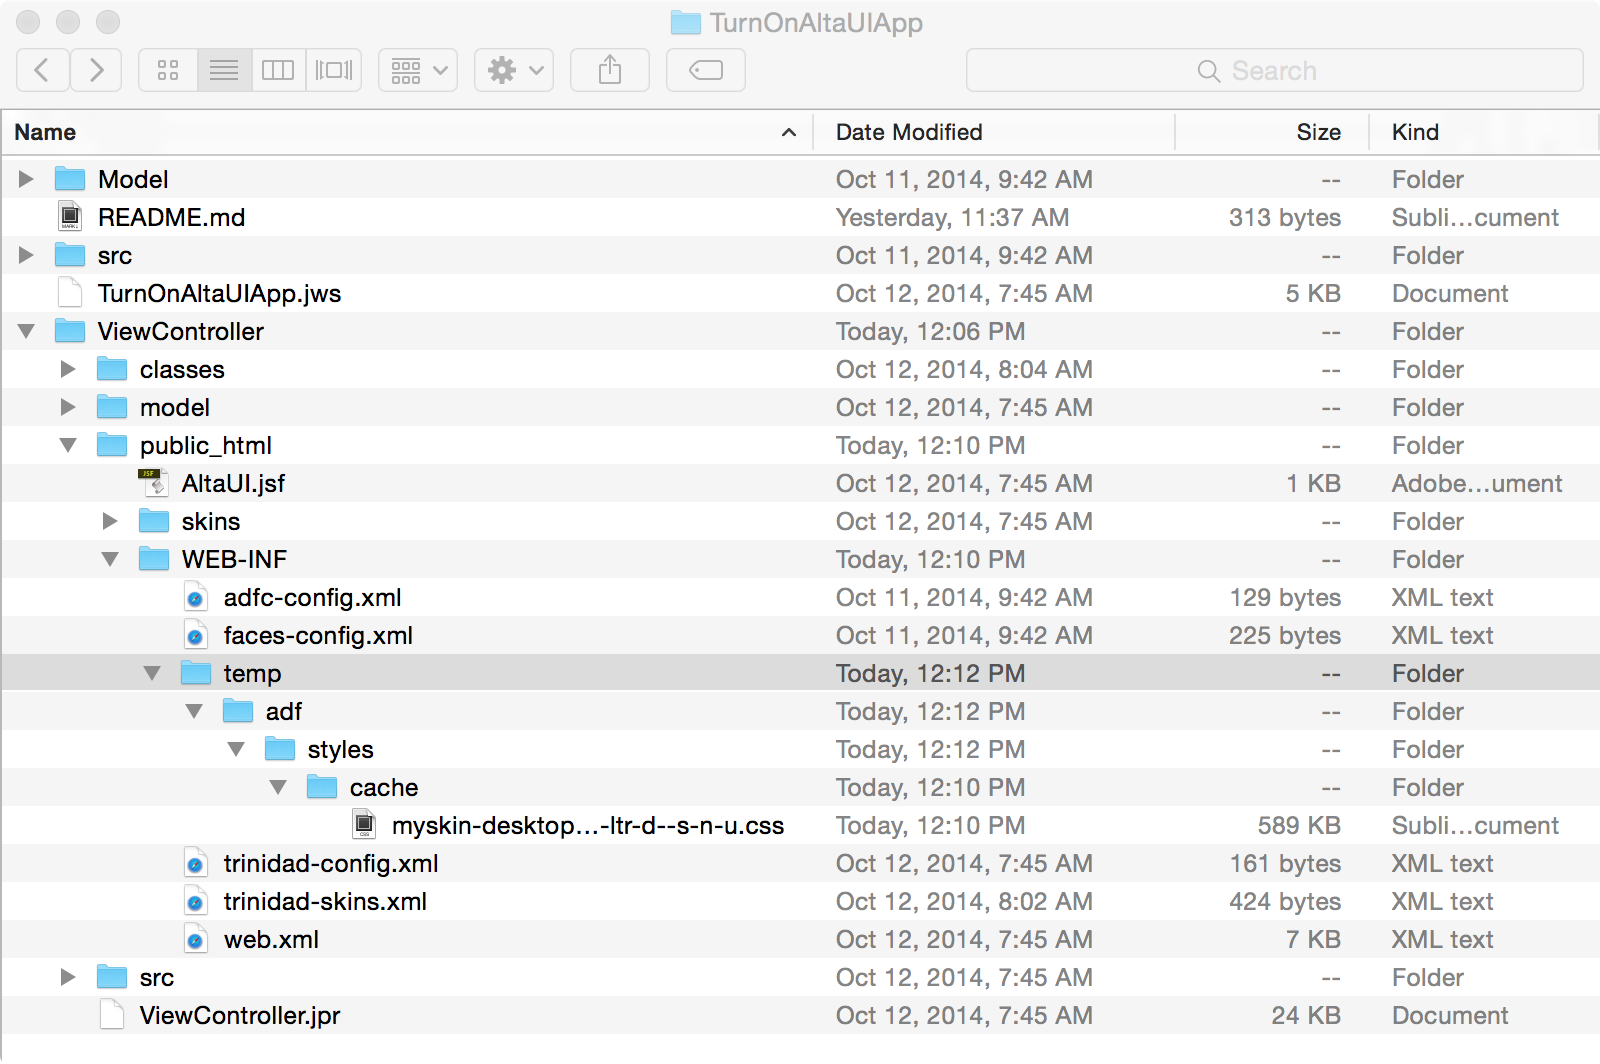 TurnOnAltaUIApp
Search
Name Date Modified Size Kind
Model Oct 11, 2014, 9:42 AM -- Folder
README.md Yesterday, 11:37 AM 313 bytes Subli...cument
src Oct 11, 2014, 9:42 AM -- Folder
TurnOnAltaUIApp.jws Oct 12, 2014, 7:45 AM 5 KB Document
ViewController Today, 12:06 PM -- Folder
classes Oct 12, 2014, 8:04 AM -- Folder
model Oct 12, 2014, 7:45 AM -- Folder
public_html Today, 12:10 PM -- Folder
JSF AltaUI.jsf Oct 12, 2014, 7:45 AM 1 KB Adobe...ument
skins Oct 12, 2014, 7:45 AM -- Folder
WEB-INF Today, 12:10 PM -- Folder
adfc-config.xml Oct 11, 2014, 9:42 AM 129 bytes XML text
faces-config.xml Oct 11, 2014, 9:42 AM 225 bytes XML text
temp Today, 12:12 PM -- Folder
adf Today, 12:12 PM -- Folder
styles Today, 12:12 PM -- Folder
cache Today, 12:10 PM -- Folder
CSS myskin-desktop...-ltr-d--s-n-u.css Today, 12:10 PM 589 KB Subli...cument
trinidad-config.xml Oct 12, 2014, 7:45 AM 161 bytes XML text
trinidad-skins.xml Oct 12, 2014, 8:02 AM 424 bytes XML text
web.xml Oct 12, 2014, 7:45 AM 7 KB XML text
src Oct 12, 2014, 7:45 AM -- Folder
ViewController.jpr Oct 12, 2014, 7:45 AM 24 KB Document